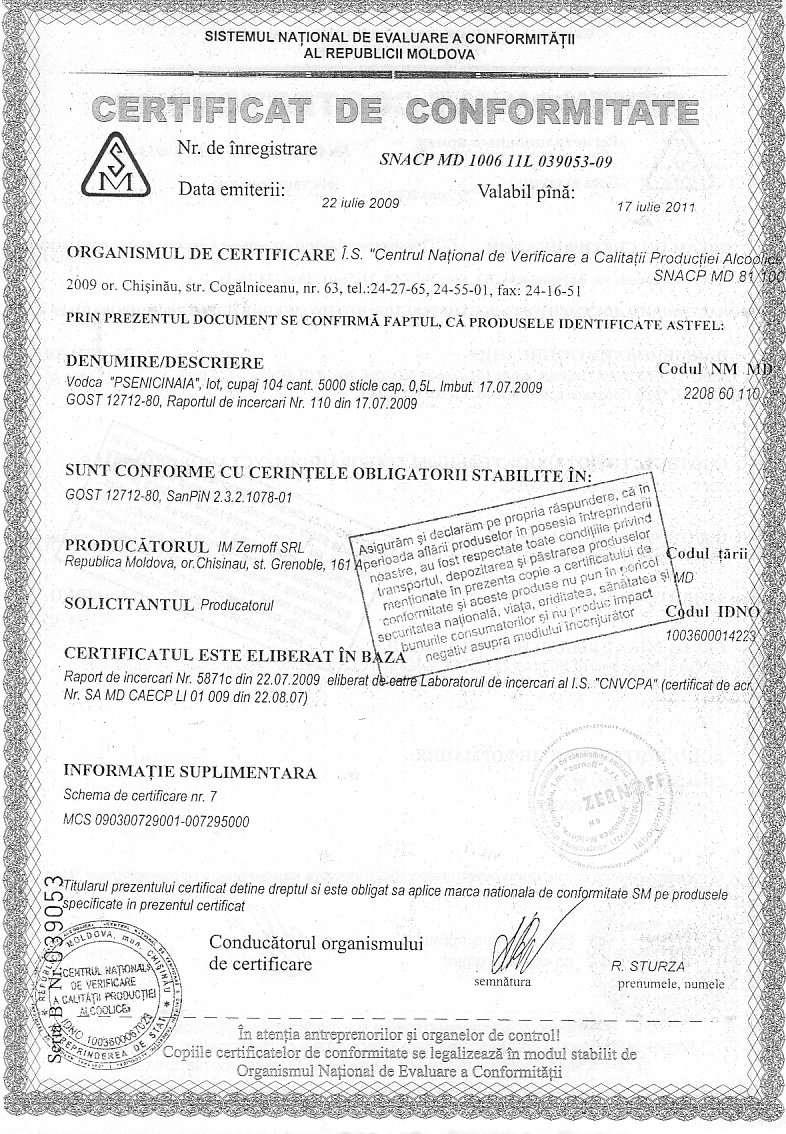 SISTEMUL NAȚIONAL DE EVALUARE A CONFORMITĂȚII
AL REPUBLICII MOLDOVA
CERTIFICAT DE CONFORMITATE
SM
Nr. de înregistrare SNACP MD 1006 11L 039053-09
Data emiterii: 22 iulie 2009 Valabil pînă: 17 iulie 2011
ORGANISMUL DE CERTIFICARE Î.S. "Centrul Național de Verificare a Calitații Producției Alcoolice
SNACP MD 81 100
2009 or. Chișinău, str. Cogălniceanu, nr. 63, tel.:24-27-65, 24-55-01, fax: 24-16-51
PRIN PREZENTUL DOCUMENT SE CONFIRMĂ FAPTUL, CĂ PRODUSELE IDENTIFICATE ASTFEL:
DENUMIRE/DESCRIERE Codul NM MD
Vodca "PSENICINAIA", lot, cupaj 104 cant. 5000 sticle cap. 0,5L. Imbut. 17.07.2009
2208 60 110
GOST 12712-80, Raportul de incercari Nr. 110 din 17.07.2009
SUNT CONFORME CU CERINȚELE OBLIGATORII STABILITE ÎN:
GOST 12712-80, SanPiN 2.3.2.1078-01
Asigurăm și declarăm pe propria răspundere, că în
perioada aflării produselor în posesia întreprinderii
noastre, au fost respectate toate condițiile privind
transportul, depozitarea și păstrarea produselor
menționate în prezenta copie a certificatului de
conformitate și aceste produse nu pun în pericol
securitatea națională, viața, eriditatea, sănătatea și
bunurile consumatorilor și nu produc impact
negativ asupra mediului înconjurător
PRODUCĂTORUL IM Zernoff SRL
Codul țării
Republica Moldova, or.Chisinau, st. Grenoble, 161 A
MD
SOLICITANTUL Producatorul
Codul IDNO
1003600014223
CERTIFICATUL ESTE ELIBERAT ÎN BAZA
Raport de incercari Nr. 5871c din 22.07.2009 eliberat de catre Laboratorul de incercari al I.S. "CNVCPA" (certificat de acr.
Nr. SA MD CAECP LI 01 009 din 22.08.07)
INFORMAȚIE SUPLIMENTARA
Schema de certificare nr. 7
MCS 090300729001-007295000
ZERNOFF
Titularul prezentului certificat detine dreptul si este obligat sa aplice marca nationala de conformitate SM pe produsele
specificate in prezentul certificat
Seria B Nr. 039053
REPUBLICA MOLDOVA, mun. CHIȘINĂU
CENTRUL NAȚIONAL
DE VERIFICARE
A CALITĂȚII PRODUCȚIEI
ALCOOLICE
IDNO 1003600067023
ÎNTREPRINDEREA DE STAT
Conducătorul organismului
de certificare
semnătura
R. STURZA
prenumele, numele
În atenția antreprenorilor și organelor de control!
Copiile certificatelor de conformitate se legalizează în modul stabilit de
Organismul Național de Evaluare a Conformității